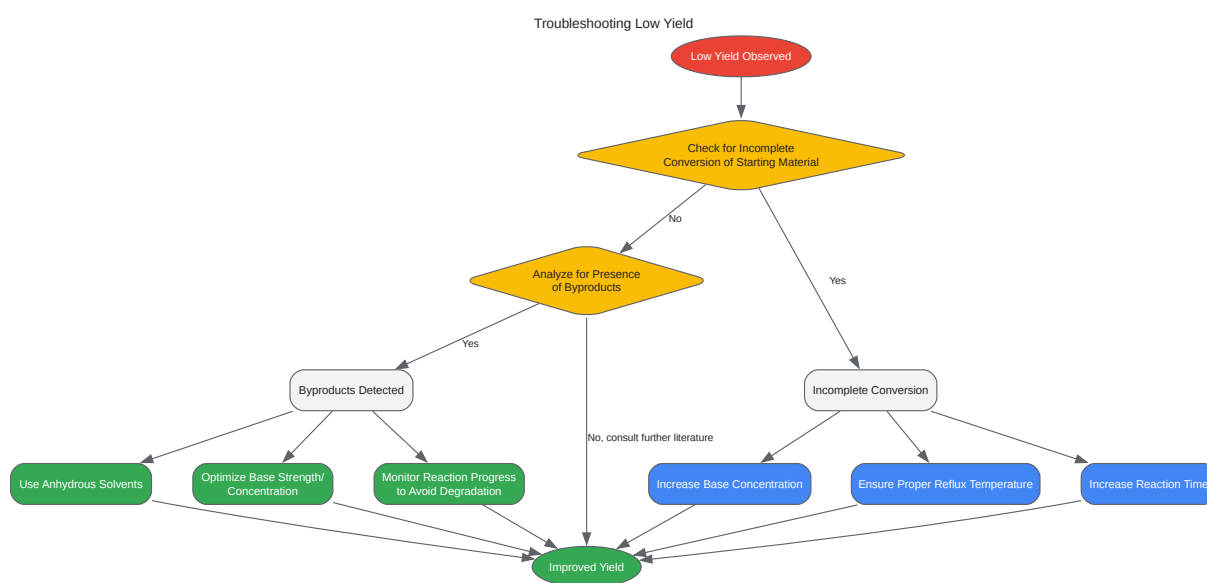 Troubleshooting Low Yield
Low Yield Observed
Check for Incomplete
Conversion of Starting Material
No
Analyze for Presence
of Byproducts
Yes
Yes
Byproducts Detected
Incomplete Conversion
No, consult further literature
Use Anhydrous Solvents
Optimize Base Strength/
Concentration
Monitor Reaction Progress
to Avoid Degradation
Increase Base Concentration
Ensure Proper Reflux Temperature
Increase Reaction Time
Improved Yield